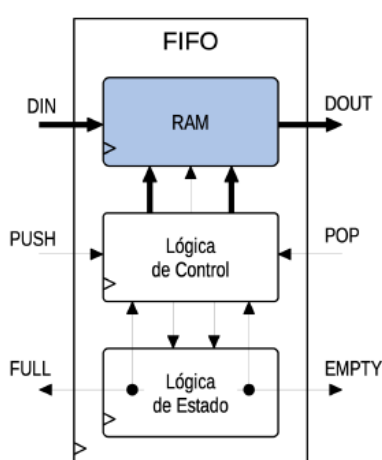 FIFO
DIN
RAM
DOUT
PUSH
Lógica
de Control
POP
FULL
Lógica
de Estado
EMPTY